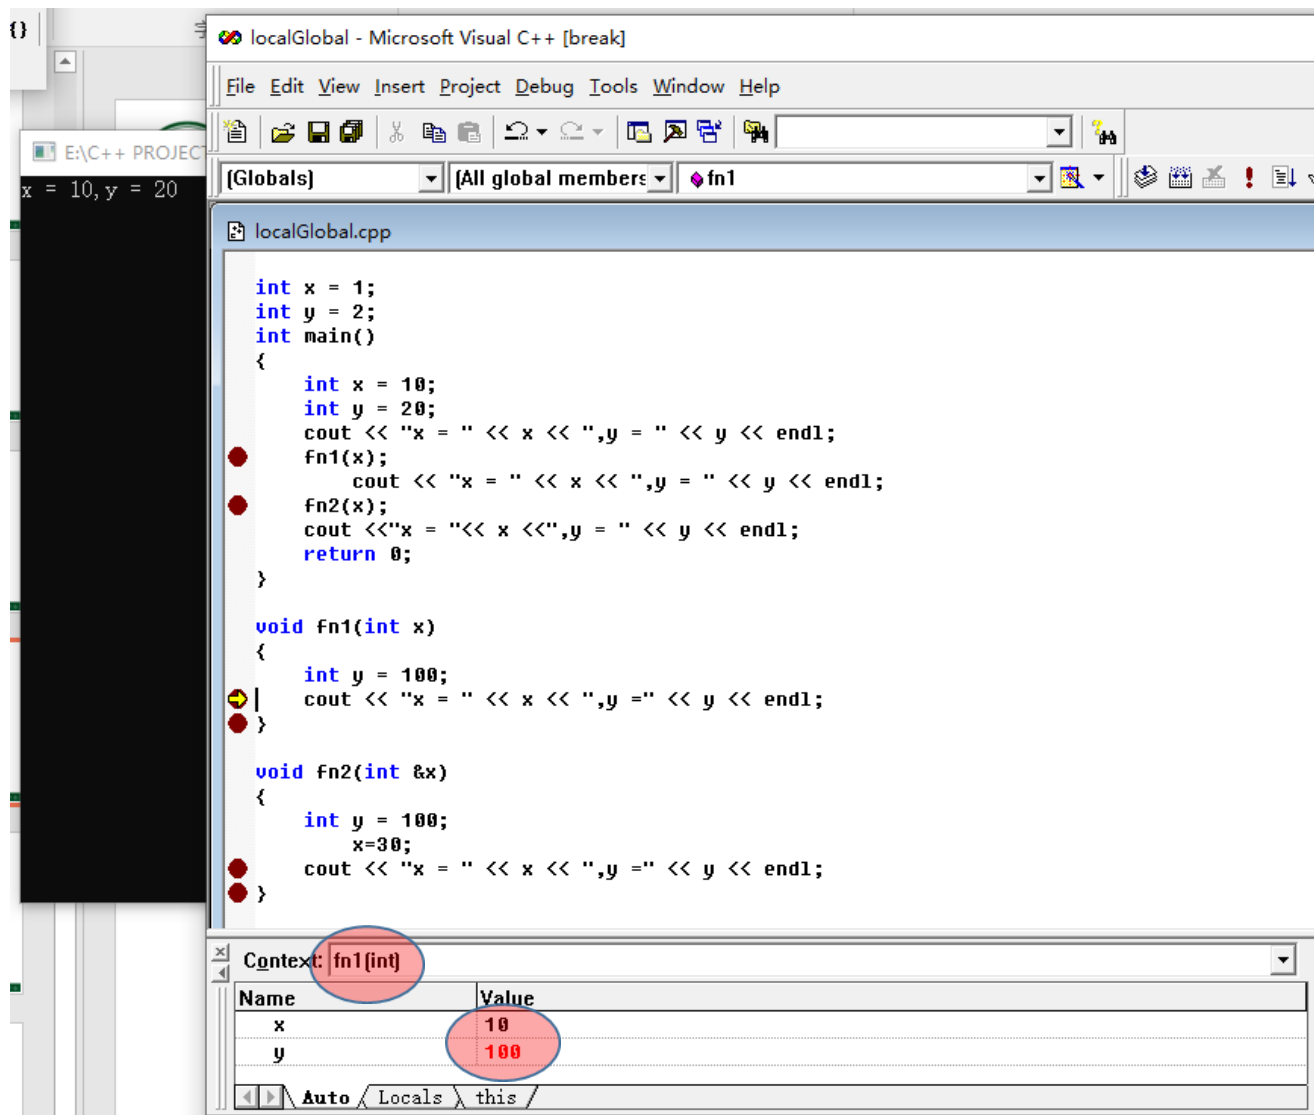 {}
字
localGlobal - Microsoft Visual C++ [break]
File Edit View Insert Project Debug Tools Window Help
E:\C++ PROJEC
x = 10,y = 20
(Globals)
(All global members
fn1
localGlobal.cpp
int x = 1;
int y = 2;
int main()
{
int x = 10;
int y = 20;
cout << "x = " << x << ",y = " << y << endl;
fn1(x);
cout << "x = " << x << ",y = " << y << endl;
fn2(x);
cout <<"x = "<< x <<",y = " << y << endl;
return 0;
}
void fn1(int x)
{
int y = 100;
cout << "x = " << x << ",y =" << y << endl;
}
void fn2(int &x)
{
int y = 100;
x=30;
cout << "x = " << x << ",y =" << y << endl;
}
Context: fn1(int)
Name Value
x 10
y 100
Auto Locals this